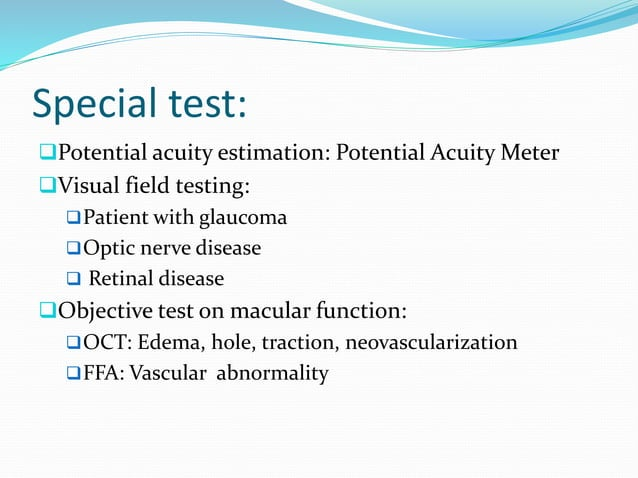 Special test:
❑Potential acuity estimation: Potential Acuity Meter
❑Visual field testing:
❑Patient with glaucoma
❑Optic nerve disease
❑ Retinal disease
❑Objective test on macular function:
❑OCT: Edema, hole, traction, neovascularization
❑FFA: Vascular  abnormality